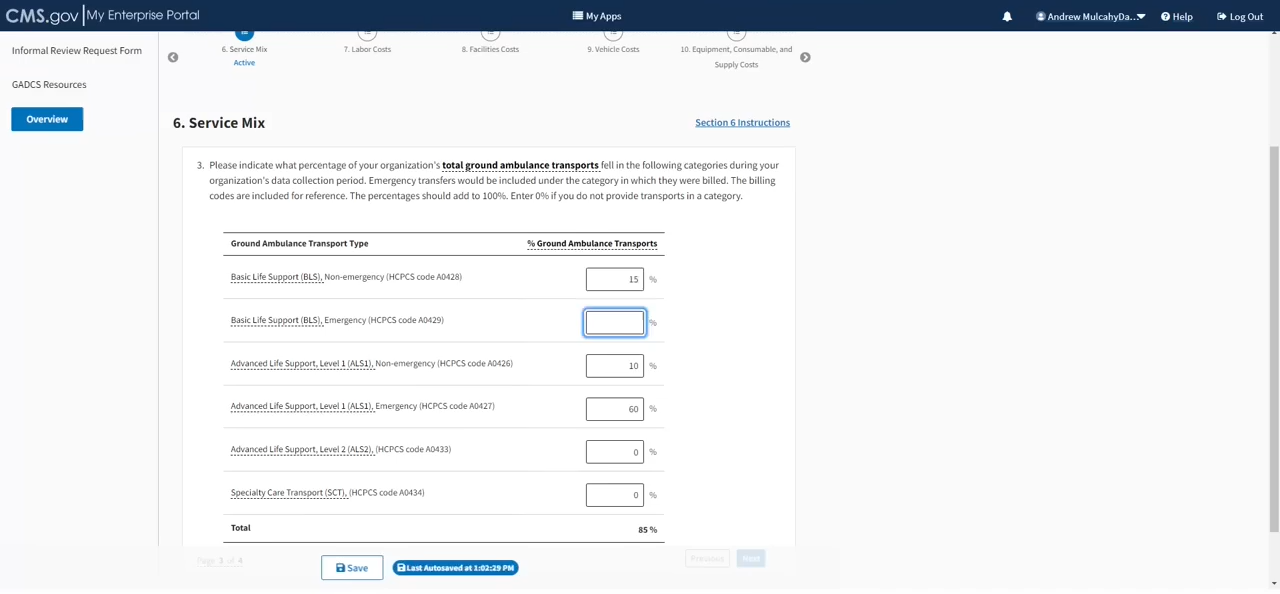 CMS.gov My Enterprise Portal
My Apps
Andrew MulcahyDa...
Help
Log Out
Informal Review Request Form
GADCS Resources
Overview
6. Service Mix
Active
7. Labor Costs
8. Facilities Costs
9. Vehicle Costs
10. Equipment, Consumable, and
Supply Costs
6. Service Mix
Section 6 Instructions
3. Please indicate what percentage of your organization's total ground ambulance transports fell in the following categories during your
organization's data collection period. Emergency transfers would be included under the category in which they were billed. The billing
codes are included for reference. The percentages should add to 100%. Enter 0% if you do not provide transports in a category.
Ground Ambulance Transport Type % Ground Ambulance Transports
Basic Life Support (BLS), Non-emergency (HCPCS code A0428) 15 %
Basic Life Support (BLS), Emergency (HCPCS code A0429) %
Advanced Life Support, Level 1 (ALS1), Non-emergency (HCPCS code A0426) 10 %
Advanced Life Support, Level 1 (ALS1), Emergency (HCPCS code A0427) 60 %
Advanced Life Support, Level 2 (ALS2), (HCPCS code A0433) 0 %
Specialty Care Transport (SCT), (HCPCS code A0434) 0 %
Total 85 %
Page 3 of 4
Previous
Next
Save
Last Autosaved at 1:02:29 PM